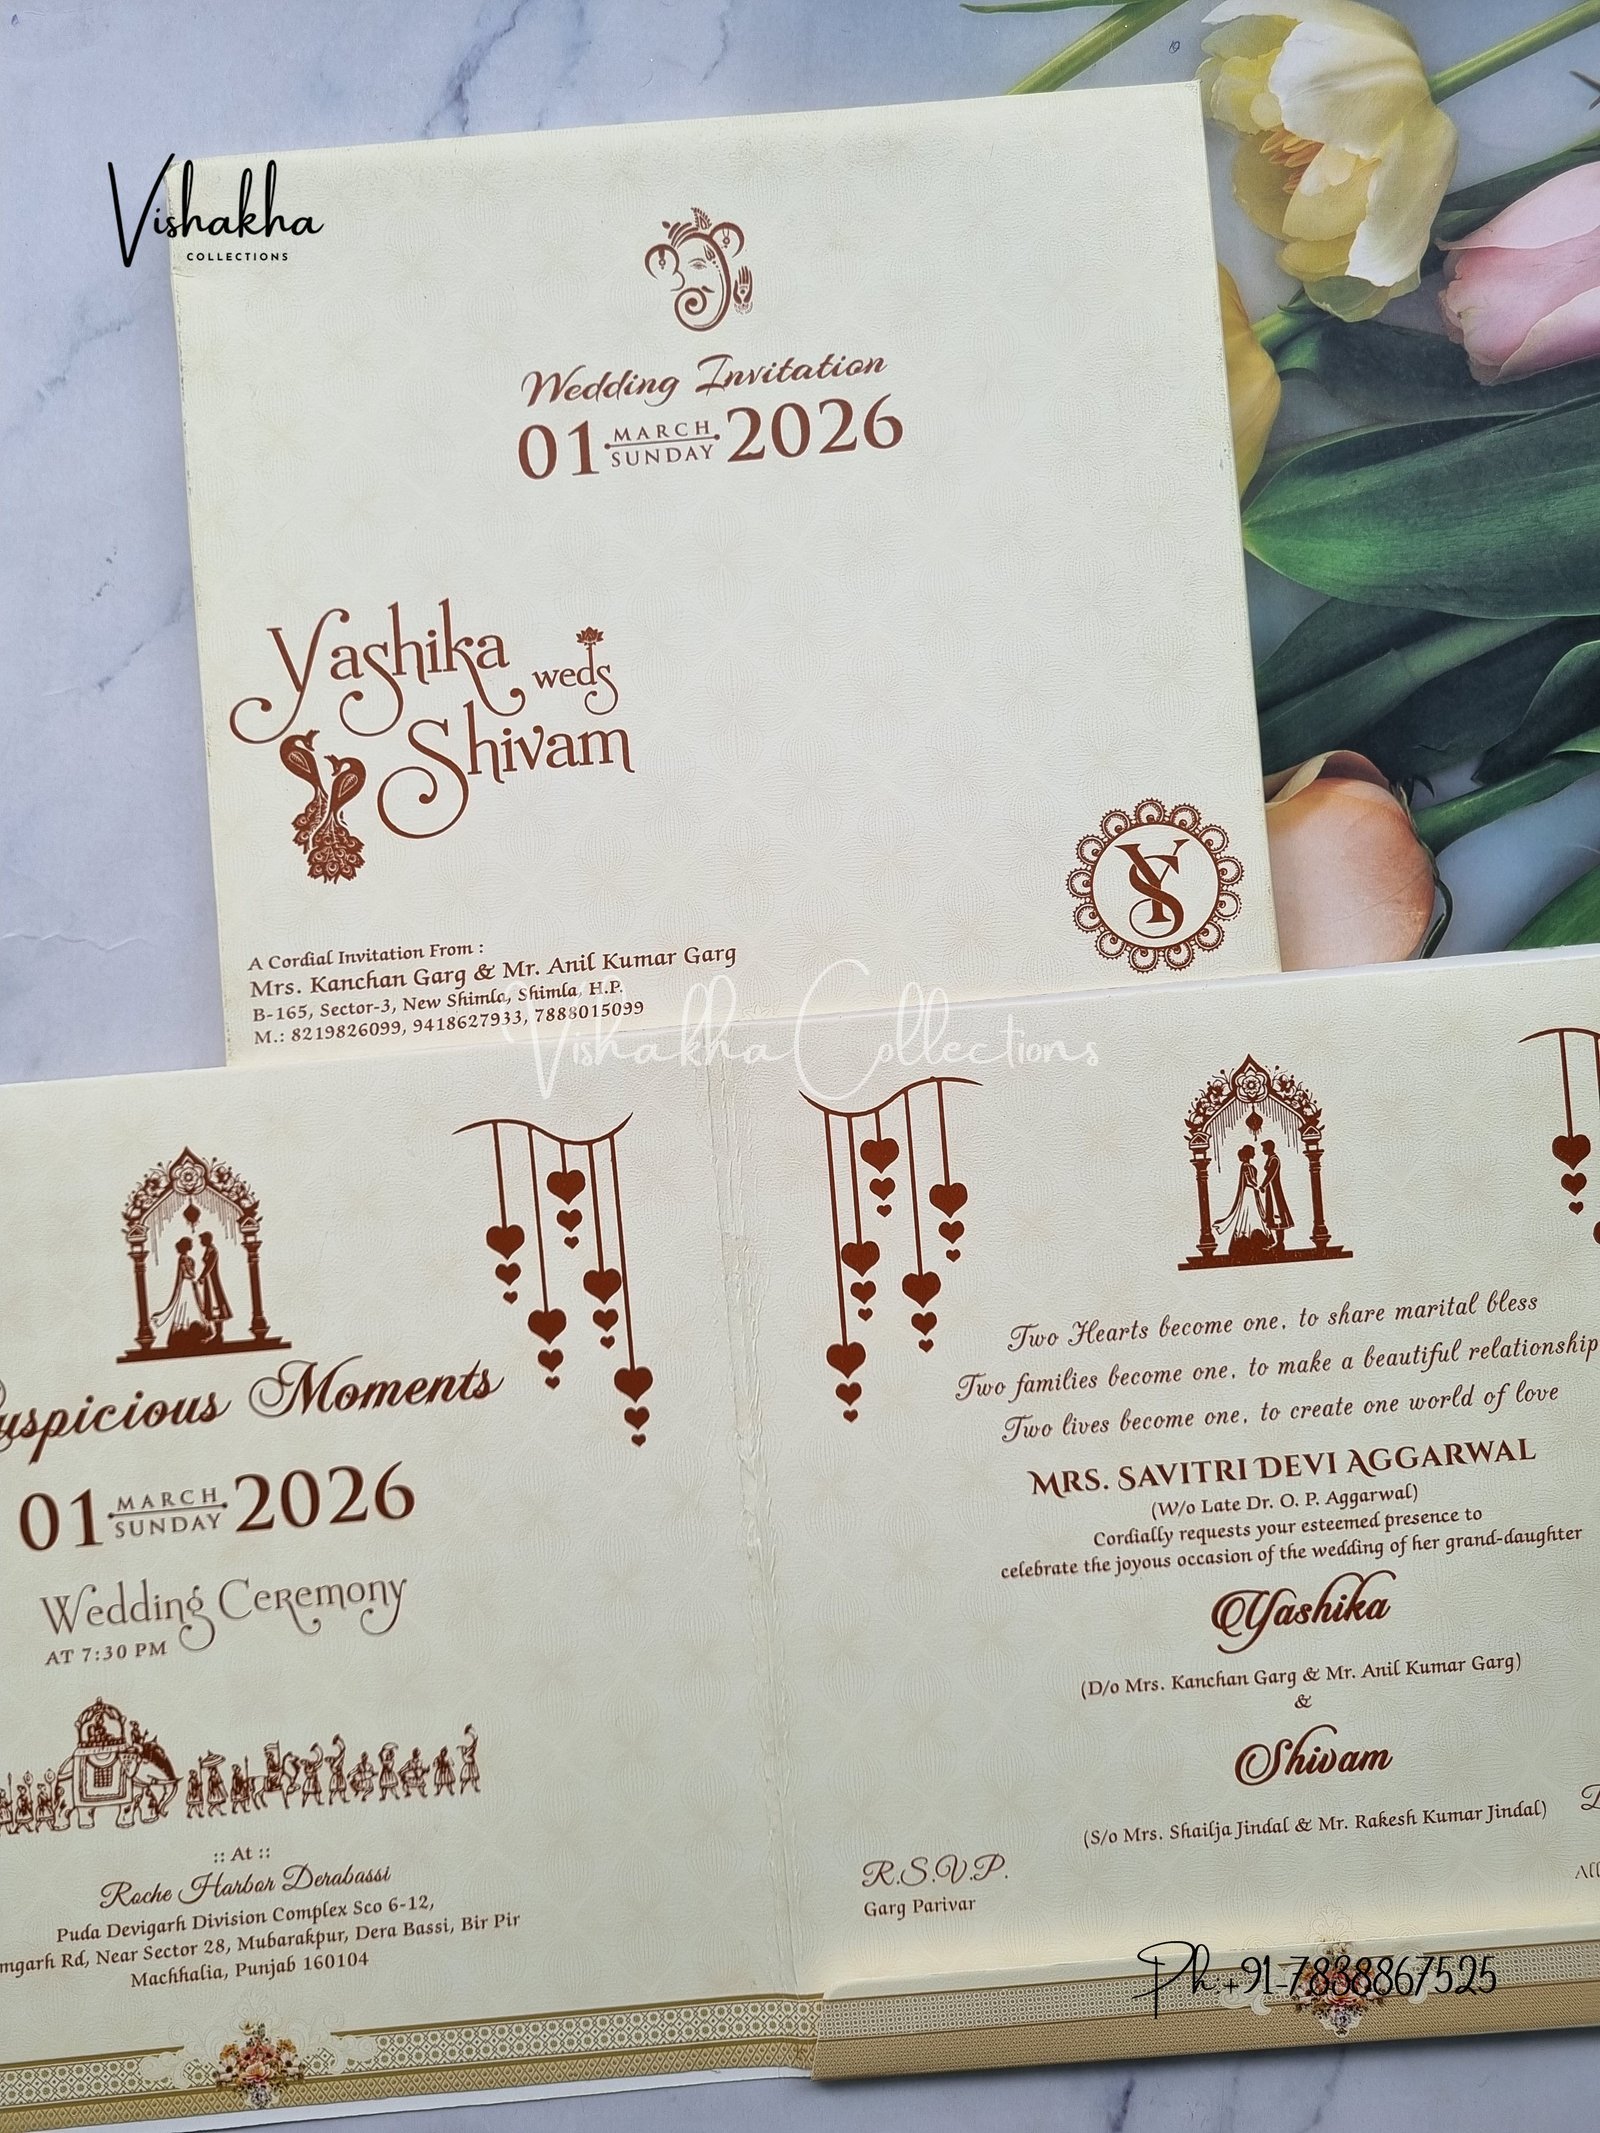 Vishakha
COLLECTIONS
Wedding Invitation
01 MARCH SUNDAY 2026
Yashika weds
Shivam
YS
A Cordial Invitation From :
Mrs. Kanchan Garg & Mr. Anil Kumar Garg
B-165, Sector-3, New Shimla, Shimla, H.P.
M.: 8219826099, 9418627933, 7888015099
Vishakha Collections
uspicious Moments
01 MARCH SUNDAY 2026
Wedding Ceremony
AT 7:30 PM
:: At ::
Roche Harbor Derabassi
Puda Devigarh Division Complex Sco 6-12,
mgarh Rd, Near Sector 28, Mubarakpur, Dera Bassi, Bir Pir
Machhalia, Punjab 160104
Two Hearts become one, to share marital bless
Two families become one, to make a beautiful relationship
Two lives become one, to create one world of love
MRS. SAVITRI DEVI AGGARWAL
(W/o Late Dr. O. P. Aggarwal)
Cordially requests your esteemed presence to
celebrate the joyous occasion of the wedding of her grand-daughter
Yashika
(D/o Mrs. Kanchan Garg & Mr. Anil Kumar Garg)
&
Shivam
(S/o Mrs. Shailja Jindal & Mr. Rakesh Kumar Jindal)
R.S.V.P.
Garg Parivar
All
Ph.+91-7838867525